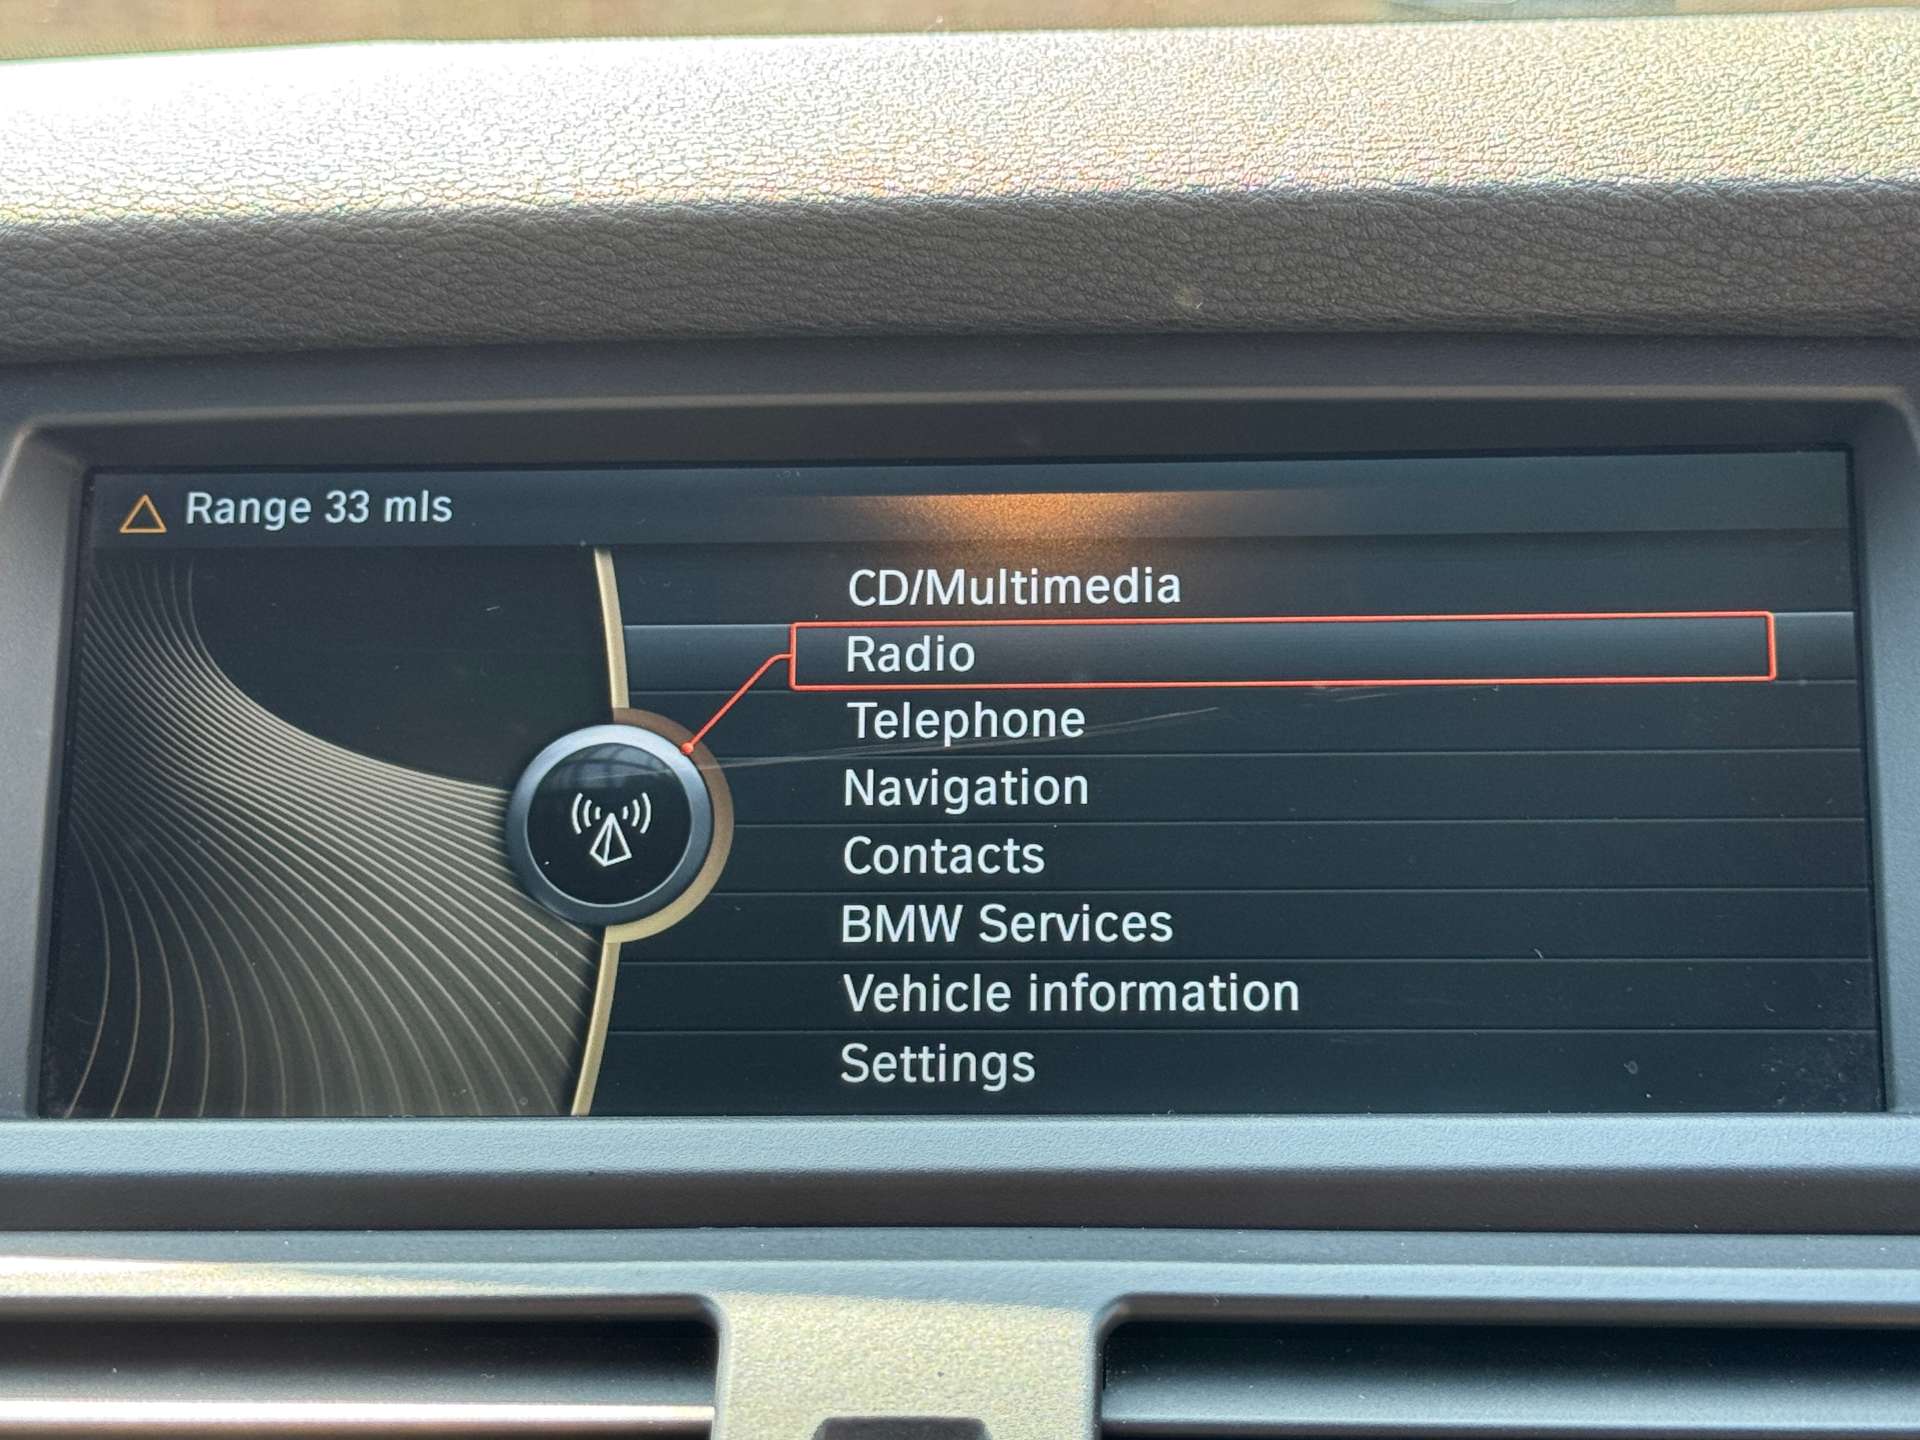 Range 33 mls
CD/Multimedia
Radio
Telephone
Navigation
Contacts
BMW Services
Vehicle information
Settings